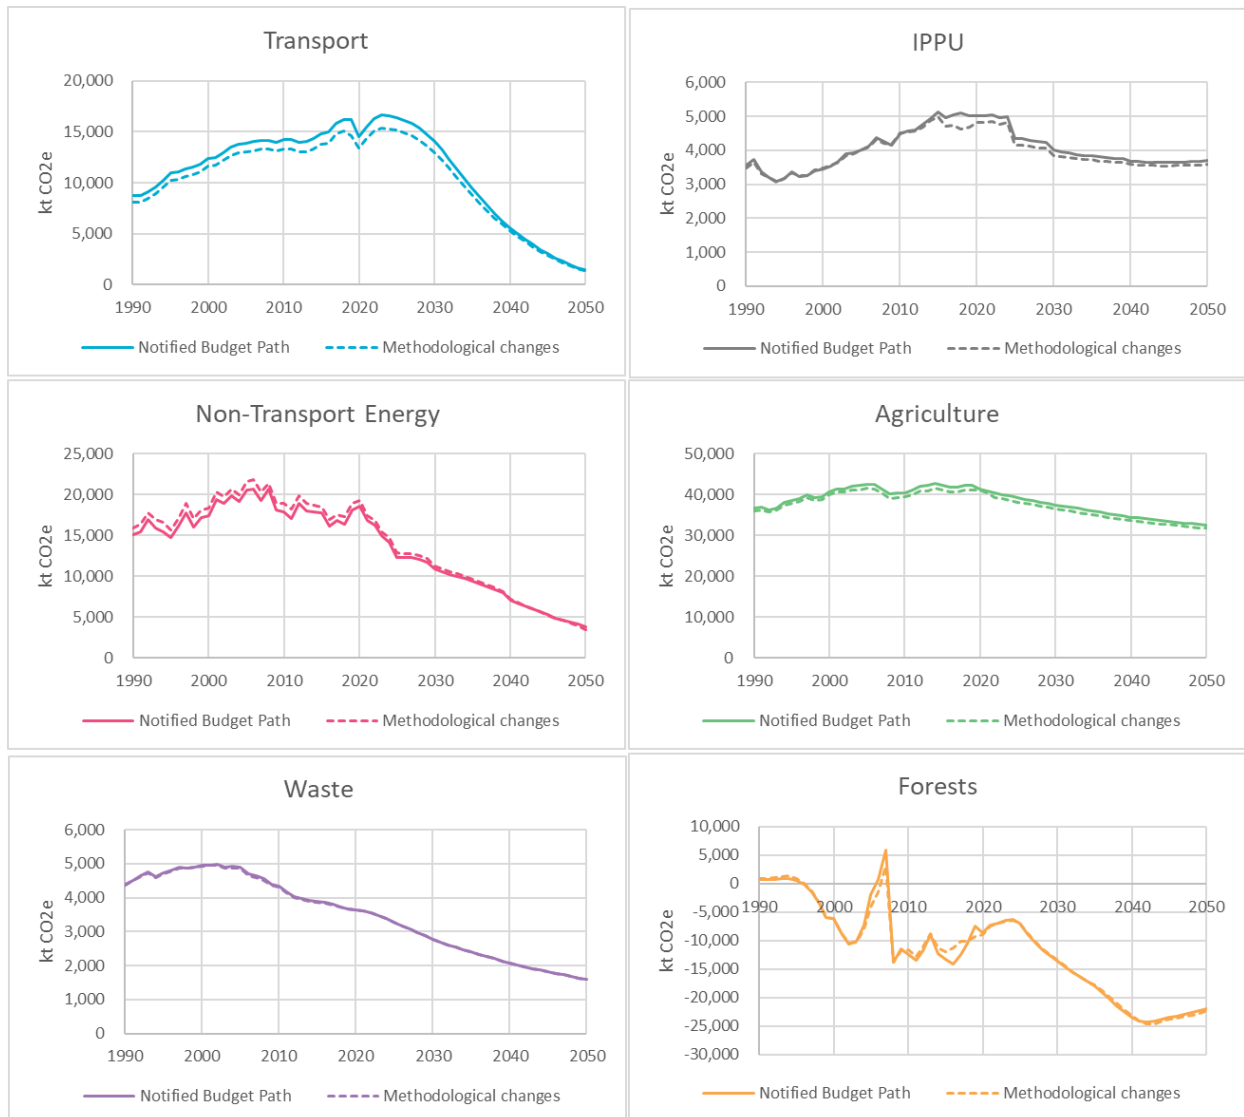 Transport
20,000
15,000
10,000
5,000
0
kt CO2e
1990 2000 2010 2020 2030 2040 2050
Notified Budget Path Methodological changes
IPPU
6,000
5,000
4,000
3,000
2,000
1,000
0
kt CO2e
1990 2000 2010 2020 2030 2040 2050
Notified Budget Path Methodological changes
Non-Transport Energy
25,000
20,000
15,000
10,000
5,000
0
kt CO2e
1990 2000 2010 2020 2030 2040 2050
Notified Budget Path Methodological changes
Agriculture
50,000
40,000
30,000
20,000
10,000
0
kt CO2e
1990 2000 2010 2020 2030 2040 2050
Notified Budget Path Methodological changes
Waste
6,000
5,000
4,000
3,000
2,000
1,000
0
kt CO2e
1990 2000 2010 2020 2030 2040 2050
Notified Budget Path Methodological changes
Forests
10,000
5,000
0
-5,000
-10,000
-15,000
-20,000
-25,000
-30,000
kt CO2e
1990 2000 2010 2020 2030 2040 2050
Notified Budget Path Methodological changes